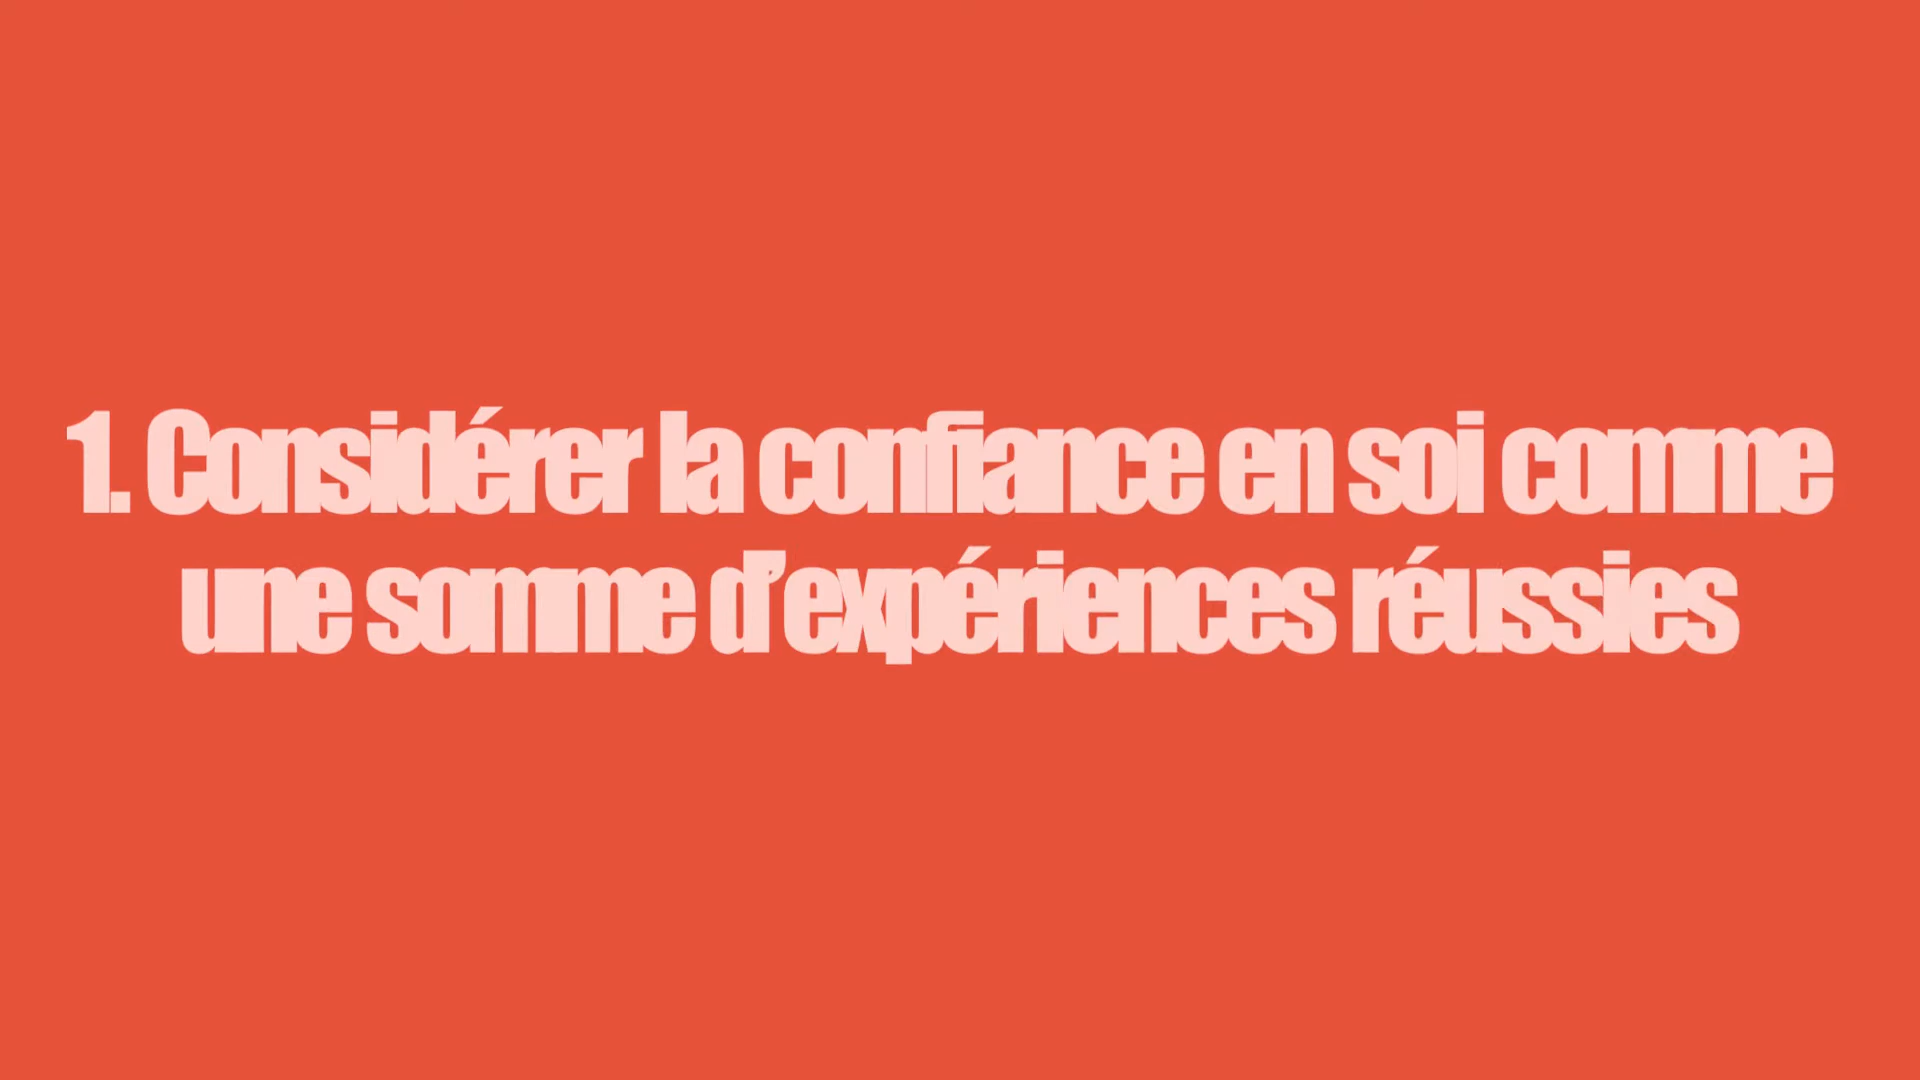 1. Considérer la confiance en soi comme
une somme d’expériences réussies